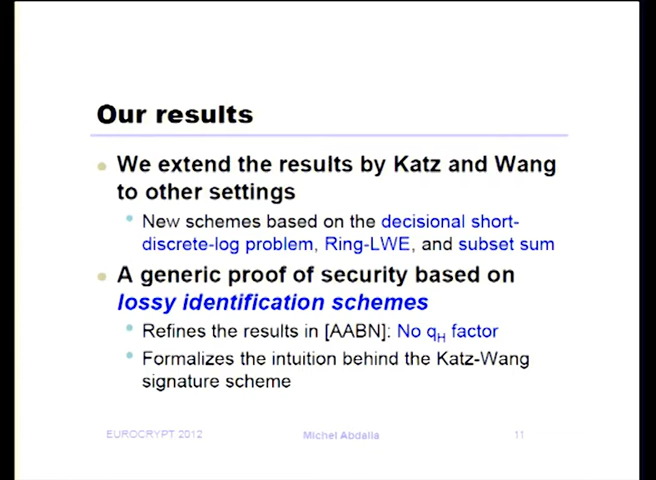 Our results
We extend the results by Katz and Wang
to other settings
New schemes based on the decisional short-
discrete-log problem, Ring-LWE, and subset sum
A generic proof of security based on
lossy identification schemes
Refines the results in [AABN]: No qH factor
Formalizes the intuition behind the Katz-Wang
signature scheme
EUROCRYPT 2012 Michel Abdalla 11